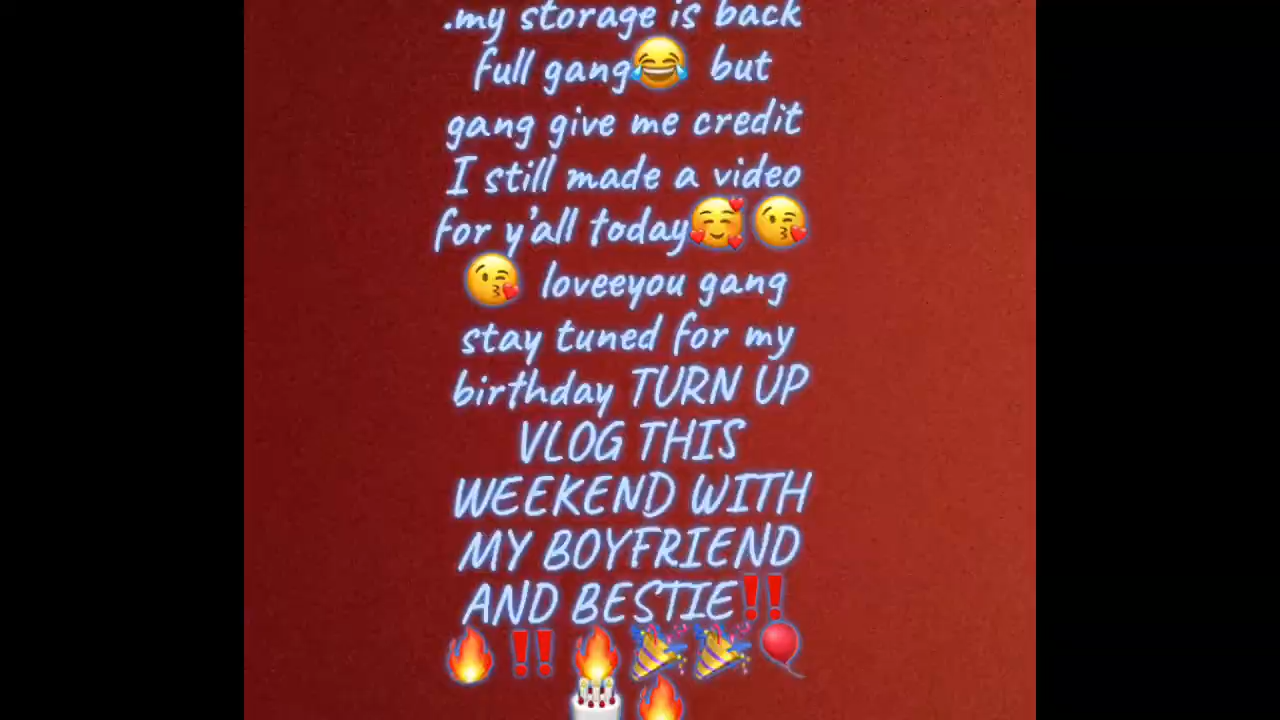 .my storage is back
full gang😂 but
gang give me credit
I still made a video
for y'all today🥰 😘
😘 loveeyou gang
stay tuned for my
birthday TURN UP
VLOG THIS
WEEKEND WITH
MY BOYFRIEND
AND BESTIE‼️
🔥 ‼️ 🔥 🎉 🎉 🎈
🎂 🔥